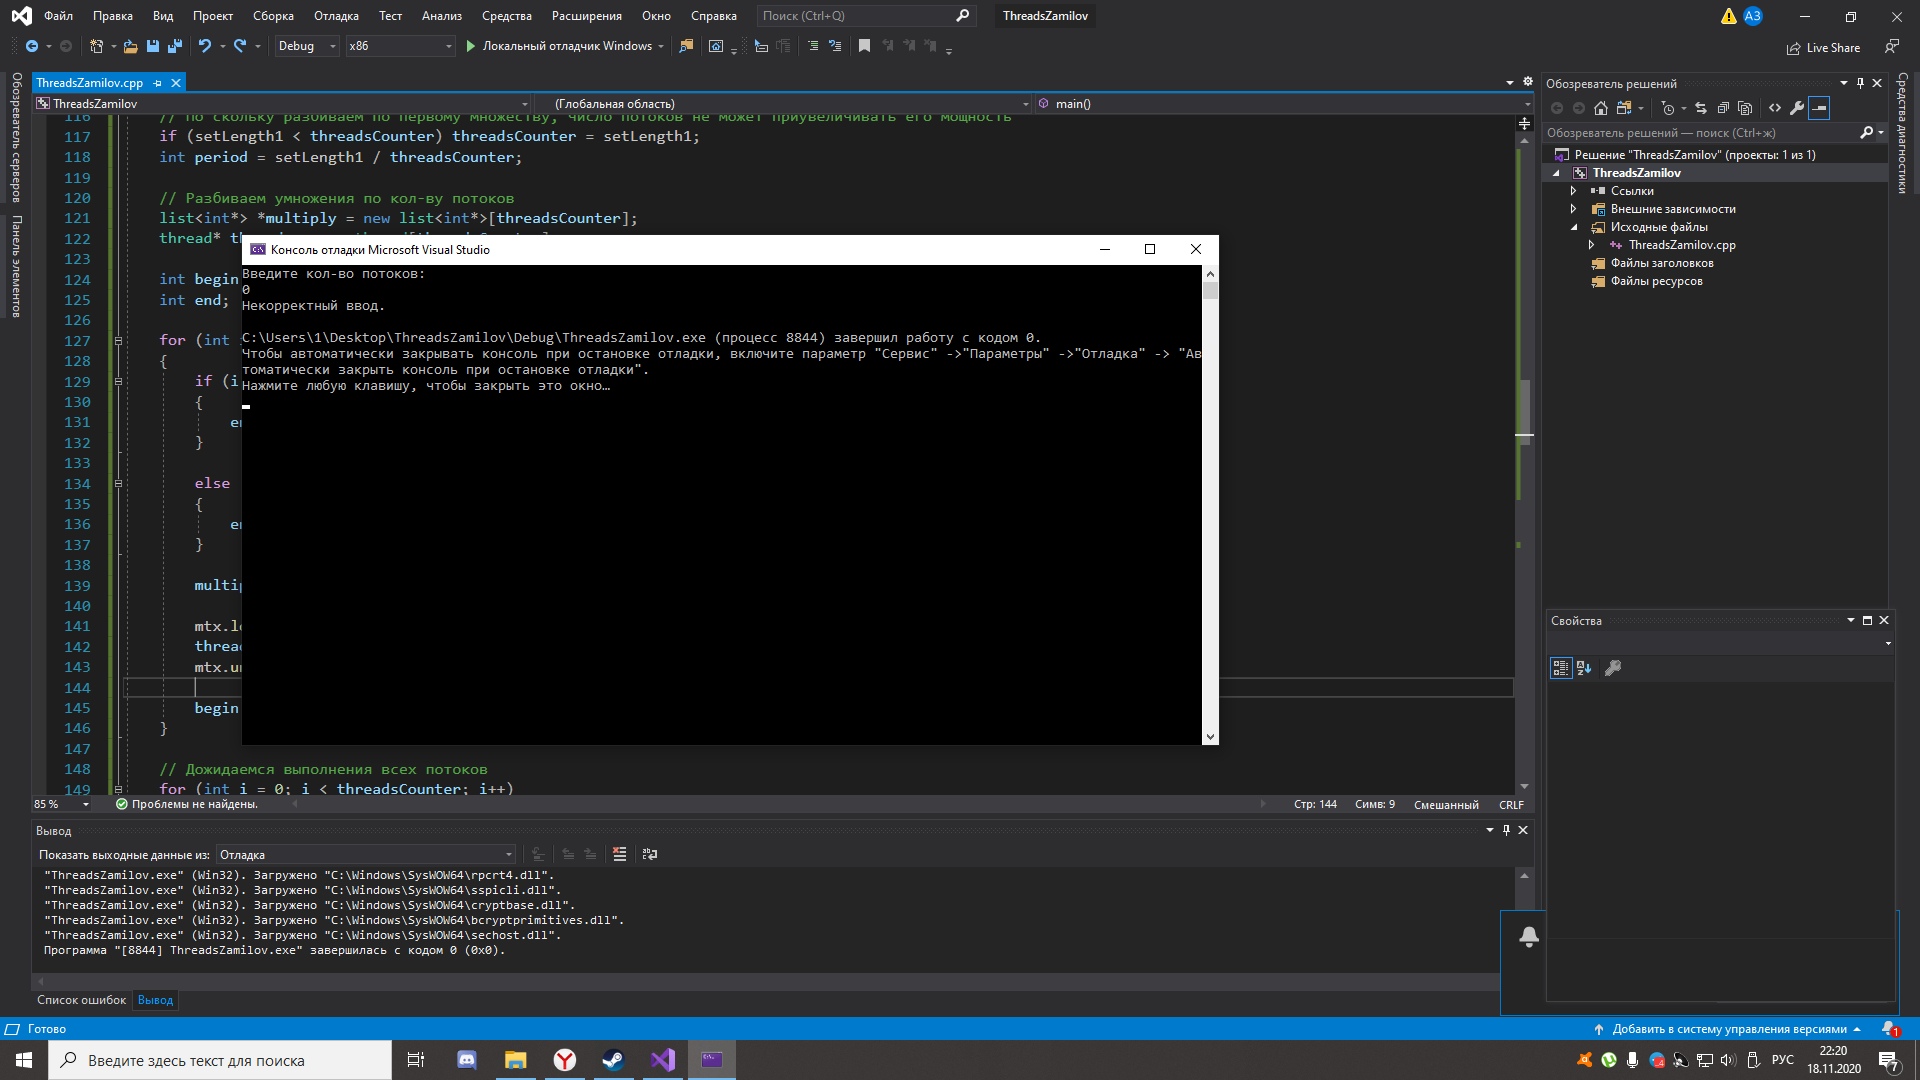 Файл Правка Вид Проект Сборка Отладка Тест Анализ Средства Расширения Окно Справка Поиск (Ctrl+Q) ThreadsZamilov АЗ
Debug x86 Локальный отладчик Windows Live Share
Обозреватель серверов
Панель элементов
ThreadsZamilov.cpp
ThreadsZamilov (Глобальная область) main()
116 // По скольку разбиваем по первому множеству, число потоков не может приувеличивать его мощность
117 if (setLength1 < threadsCounter) threadsCounter = setLength1;
118 int period = setLength1 / threadsCounter;
119
120 // Разбиваем умножения по кол-ву потоков
121 list<int*> *multiply = new list<int*>[threadsCounter];
122 thread*
123
124 int begin
125 int end;
126
127 for (int
128 {
129 if (i
130 {
131
132 }
133
134 else
135 {
136
137 }
138
139
140
141
142
143
144
145 begin
146 }
147
148 // Дожидаемся выполнения всех потоков
149 for (int i = 0; i < threadsCounter; i++)
Консоль отладки Microsoft Visual Studio
Введите кол-во потоков:
0
Некорректный ввод.
C:\Users\1\Desktop\ThreadsZamilov\Debug\ThreadsZamilov.exe (процесс 8844) завершил работу с кодом 0.
Чтобы автоматически закрывать консоль при остановке отладки, включите параметр "Сервис" ->"Параметры" ->"Отладка" -> "Ав
томатически закрыть консоль при остановке отладки".
Нажмите любую клавишу, чтобы закрыть это окно…
85 % Проблемы не найдены. Стр: 144 Симв: 9 Смешанный CRLF
Вывод
Показать выходные данные из: Отладка
"ThreadsZamilov.exe" (Win32). Загружено "C:\Windows\SysWOW64\rpcrt4.dll".
"ThreadsZamilov.exe" (Win32). Загружено "C:\Windows\SysWOW64\sspicli.dll".
"ThreadsZamilov.exe" (Win32). Загружено "C:\Windows\SysWOW64\cryptbase.dll".
"ThreadsZamilov.exe" (Win32). Загружено "C:\Windows\SysWOW64\bcryptprimitives.dll".
"ThreadsZamilov.exe" (Win32). Загружено "C:\Windows\SysWOW64\sechost.dll".
Программа "[8844] ThreadsZamilov.exe" завершилась с кодом 0 (0x0).
Список ошибок Вывод
Обозреватель решений
Обозреватель решений — поиск (Ctrl+ж)
Решение "ThreadsZamilov" (проекты: 1 из 1)
ThreadsZamilov
Ссылки
Внешние зависимости
Исходные файлы
ThreadsZamilov.cpp
Файлы заголовков
Файлы ресурсов
Средства диагностики
Свойства
Готово Добавить в систему управления версиями 1
Введите здесь текст для поиска РУС 22:20
18.11.2020 7